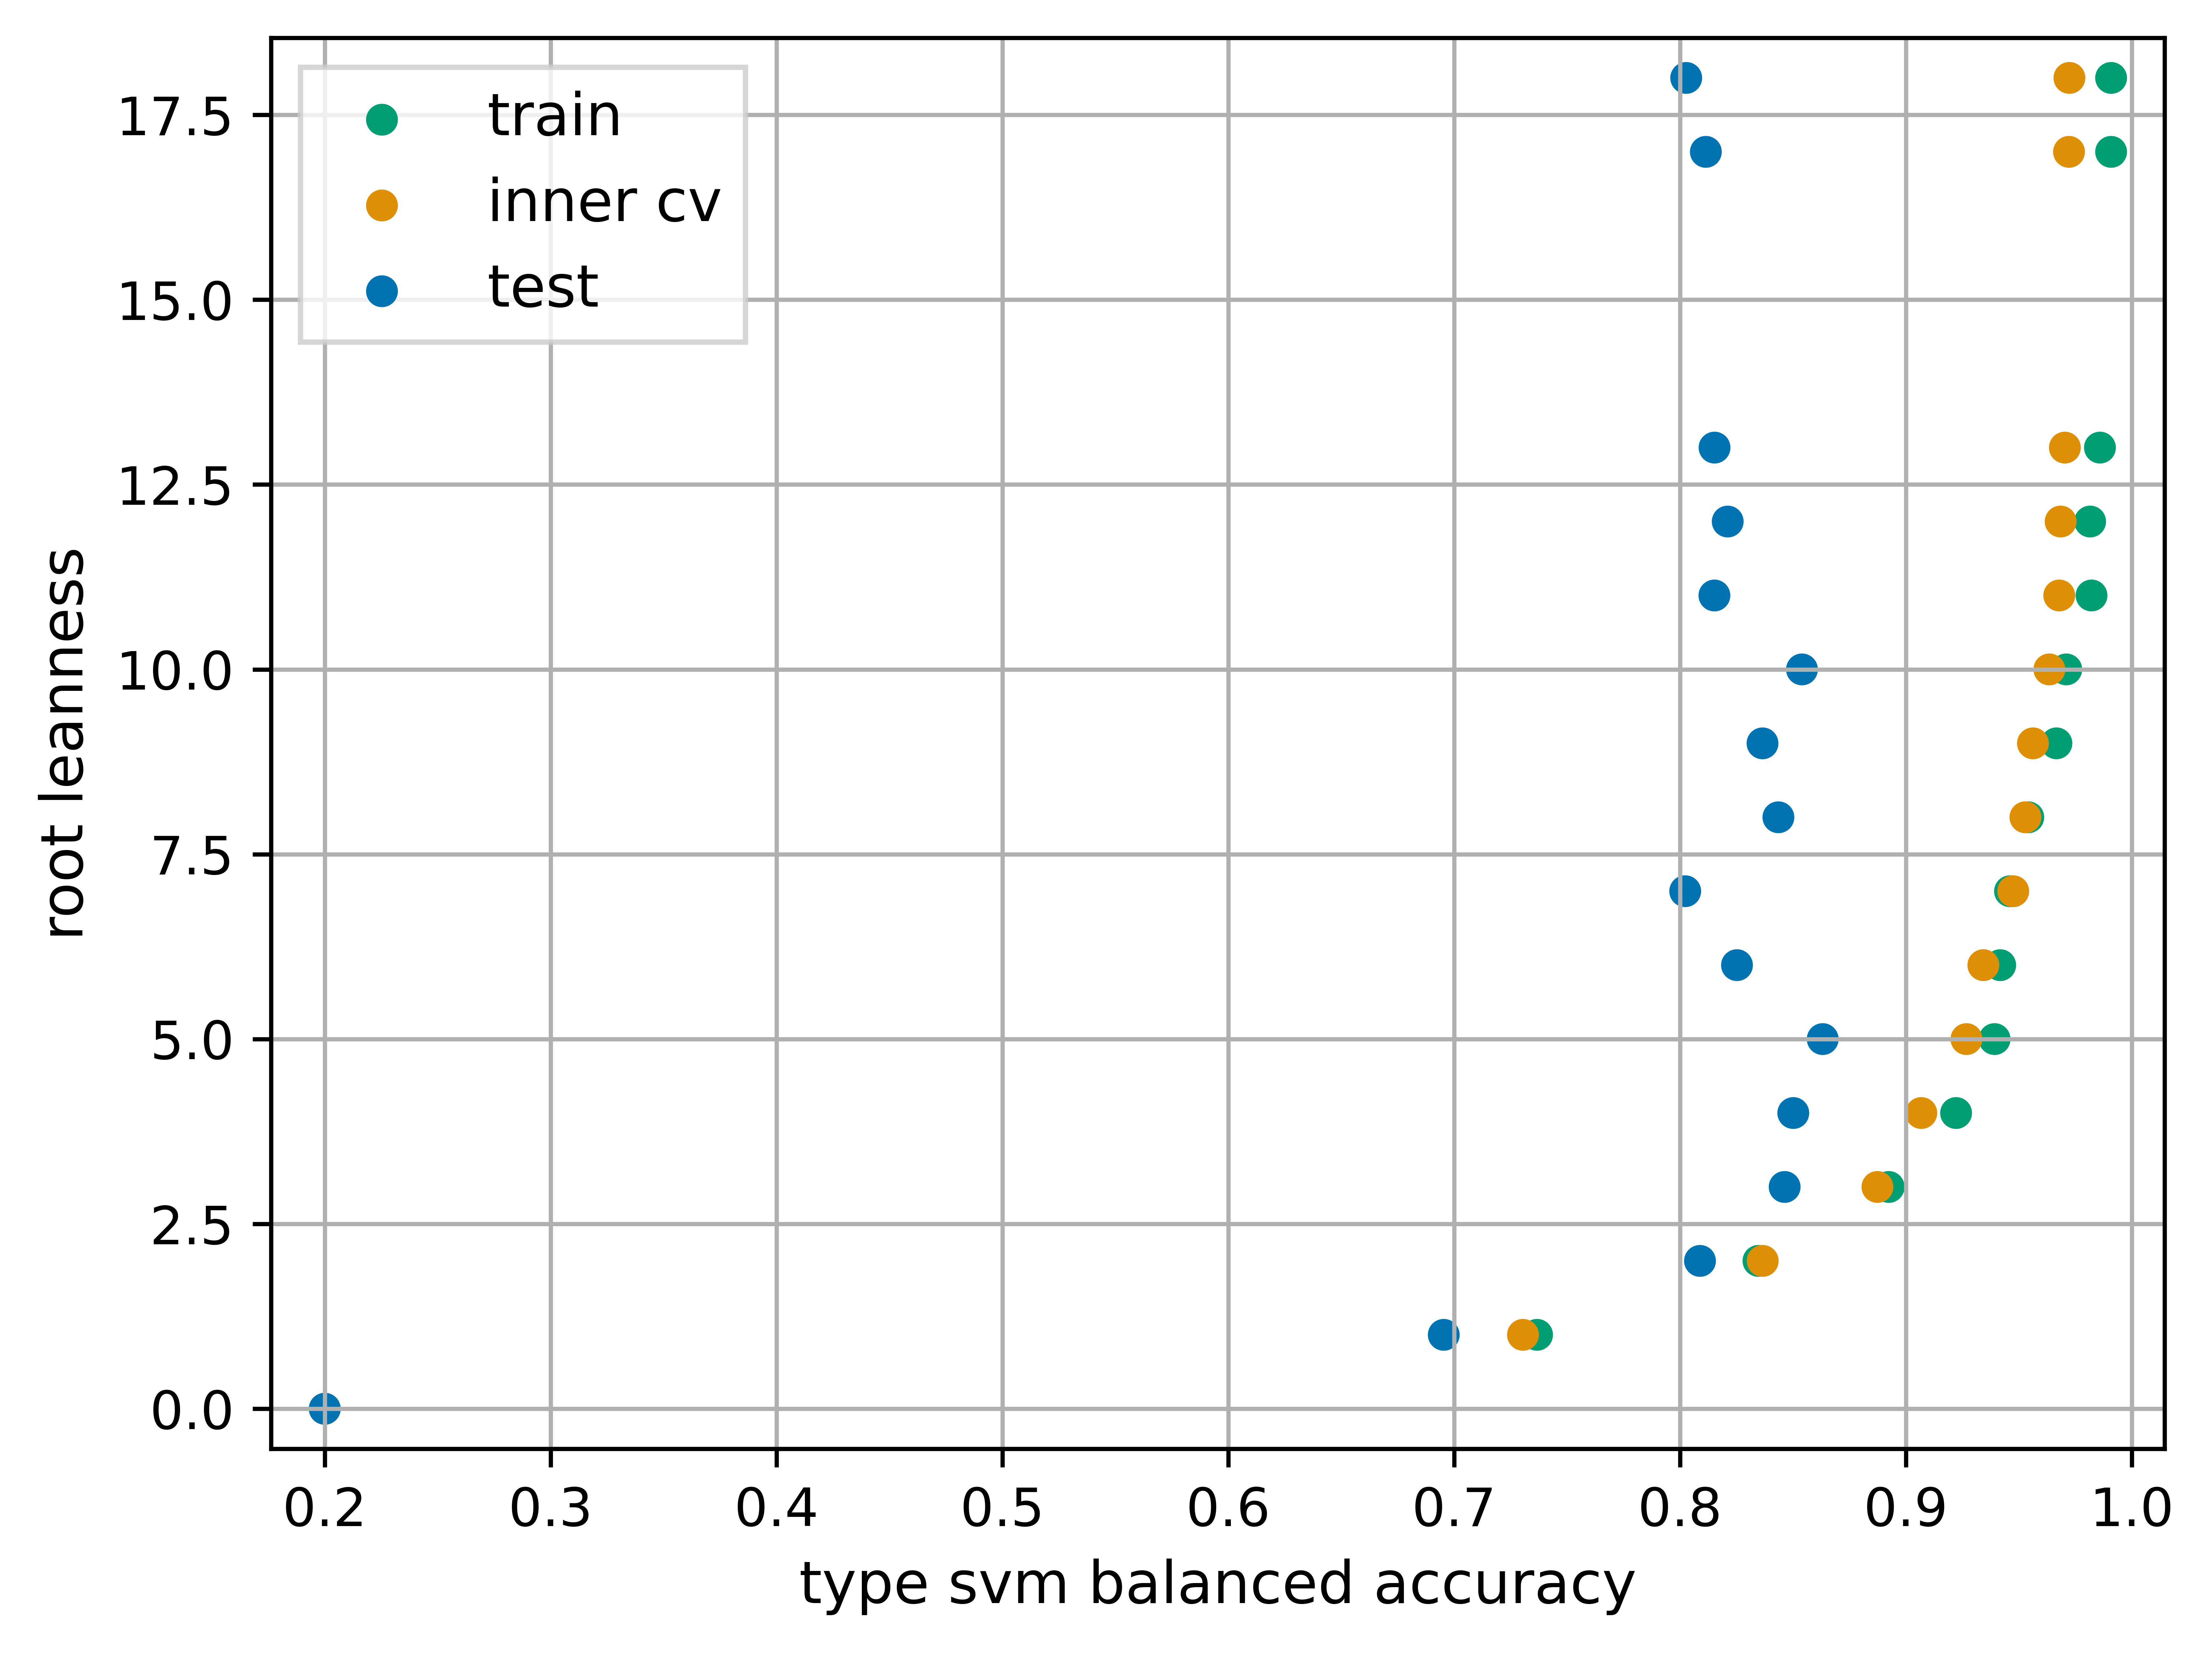 train
inner cv
test
17.5
15.0
12.5
10.0
7.5
5.0
2.5
0.0
root leanness
0.2 0.3 0.4 0.5 0.6 0.7 0.8 0.9 1.0
type svm balanced accuracy